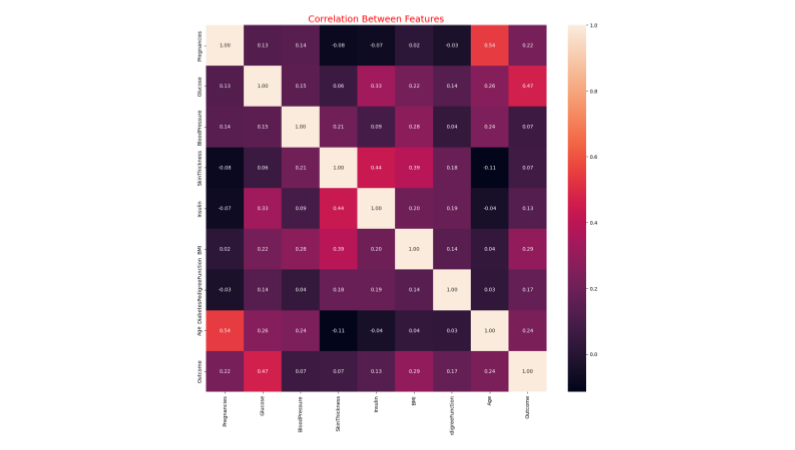 Correlation Between Features
Pregnancies 1.00 0.13 0.14 -0.08 -0.07 0.02 -0.03 0.54 0.22
Glucose 0.13 1.00 0.15 0.06 0.33 0.22 0.14 0.26 0.47
BloodPressure 0.14 0.15 1.00 0.21 0.09 0.28 0.04 0.24 0.07
SkinThickness -0.08 0.06 0.21 1.00 0.44 0.39 0.18 -0.11 0.07
Insulin -0.07 0.33 0.09 0.44 1.00 0.20 0.19 -0.04 0.13
BMI 0.02 0.22 0.28 0.39 0.20 1.00 0.14 0.04 0.29
DiabetesPedigreeFunction -0.03 0.14 0.04 0.18 0.19 0.14 1.00 0.03 0.17
Age 0.54 0.26 0.24 -0.11 -0.04 0.04 0.03 1.00 0.24
Outcome 0.22 0.47 0.07 0.07 0.13 0.29 0.17 0.24 1.00
Pregnancies Glucose BloodPressure SkinThickness Insulin BMI digreeFunction Age Outcome
1.0
0.8
0.6
0.4
0.2
0.0